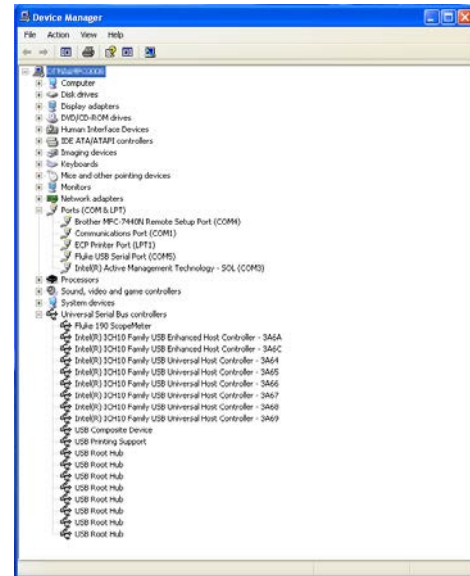 Device Manager
File Action View Help
Computer
Disk drives
Display adapters
DVD/CD-ROM drives
Human Interface Devices
IDE ATA/ATAPI controllers
Imaging devices
Keyboards
Mice and other pointing devices
Monitors
Network adapters
Ports (COM & LPT)
Brother MFC-7440N Remote Setup Port (COM4)
Communications Port (COM1)
ECP Printer Port (LPT1)
Fluke USB Serial Port (COM5)
Intel(R) Active Management Technology - SOL (COM3)
Processors
Sound, video and game controllers
System devices
Universal Serial Bus controllers
Fluke 190 ScopeMeter
Intel(R) ICH10 Family USB Enhanced Host Controller - 3A6A
Intel(R) ICH10 Family USB Enhanced Host Controller - 3A6C
Intel(R) ICH10 Family USB Universal Host Controller - 3A64
Intel(R) ICH10 Family USB Universal Host Controller - 3A65
Intel(R) ICH10 Family USB Universal Host Controller - 3A66
Intel(R) ICH10 Family USB Universal Host Controller - 3A67
Intel(R) ICH10 Family USB Universal Host Controller - 3A68
Intel(R) ICH10 Family USB Universal Host Controller - 3A69
USB Composite Device
USB Printing Support
USB Root Hub
USB Root Hub
USB Root Hub
USB Root Hub
USB Root Hub
USB Root Hub
USB Root Hub
USB Root Hub